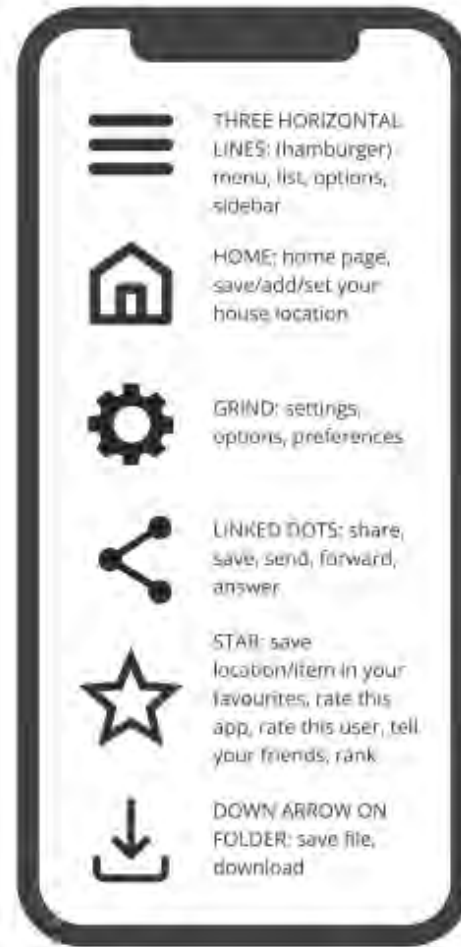 THREE HORIZONTAL
LINES: (hamburger)
menu, list, options,
sidebar
HOME: home page,
save/add/set your
house location
GRIND: settings,
options, preferences
LINKED DOTS: share,
save, send, forward,
answer
STAR: save
location/item in your
favourites, rate this
app, rate this user, tell
your friends, rank
DOWN ARROW ON
FOLDER: save file,
download